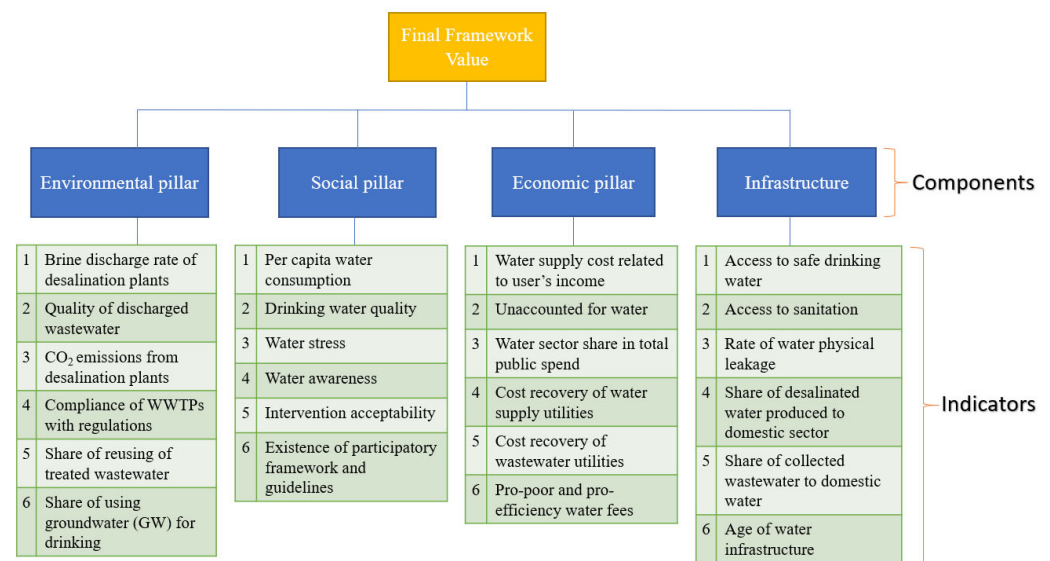 Final Framework
Value
Environmental pillar
Social pillar
Economic pillar
Infrastructure
Components
1 Brine discharge rate of
desalination plants
2 Quality of discharged
wastewater
3 CO₂ emissions from
desalination plants
4 Compliance of WWTPs
with regulations
5 Share of reusing of
treated wastewater
6 Share of using
groundwater (GW) for
drinking
1 Per capita water
consumption
2 Drinking water quality
3 Water stress
4 Water awareness
5 Intervention acceptability
6 Existence of participatory
framework and
guidelines
1 Water supply cost related
to user's income
2 Unaccounted for water
3 Water sector share in total
public spend
4 Cost recovery of water
supply utilities
5 Cost recovery of
wastewater utilities
6 Pro-poor and pro-
efficiency water fees
1 Access to safe drinking
water
2 Access to sanitation
3 Rate of water physical
leakage
4 Share of desalinated
water produced to
domestic sector
5 Share of collected
wastewater to domestic
water
6 Age of water
infrastructure
Indicators